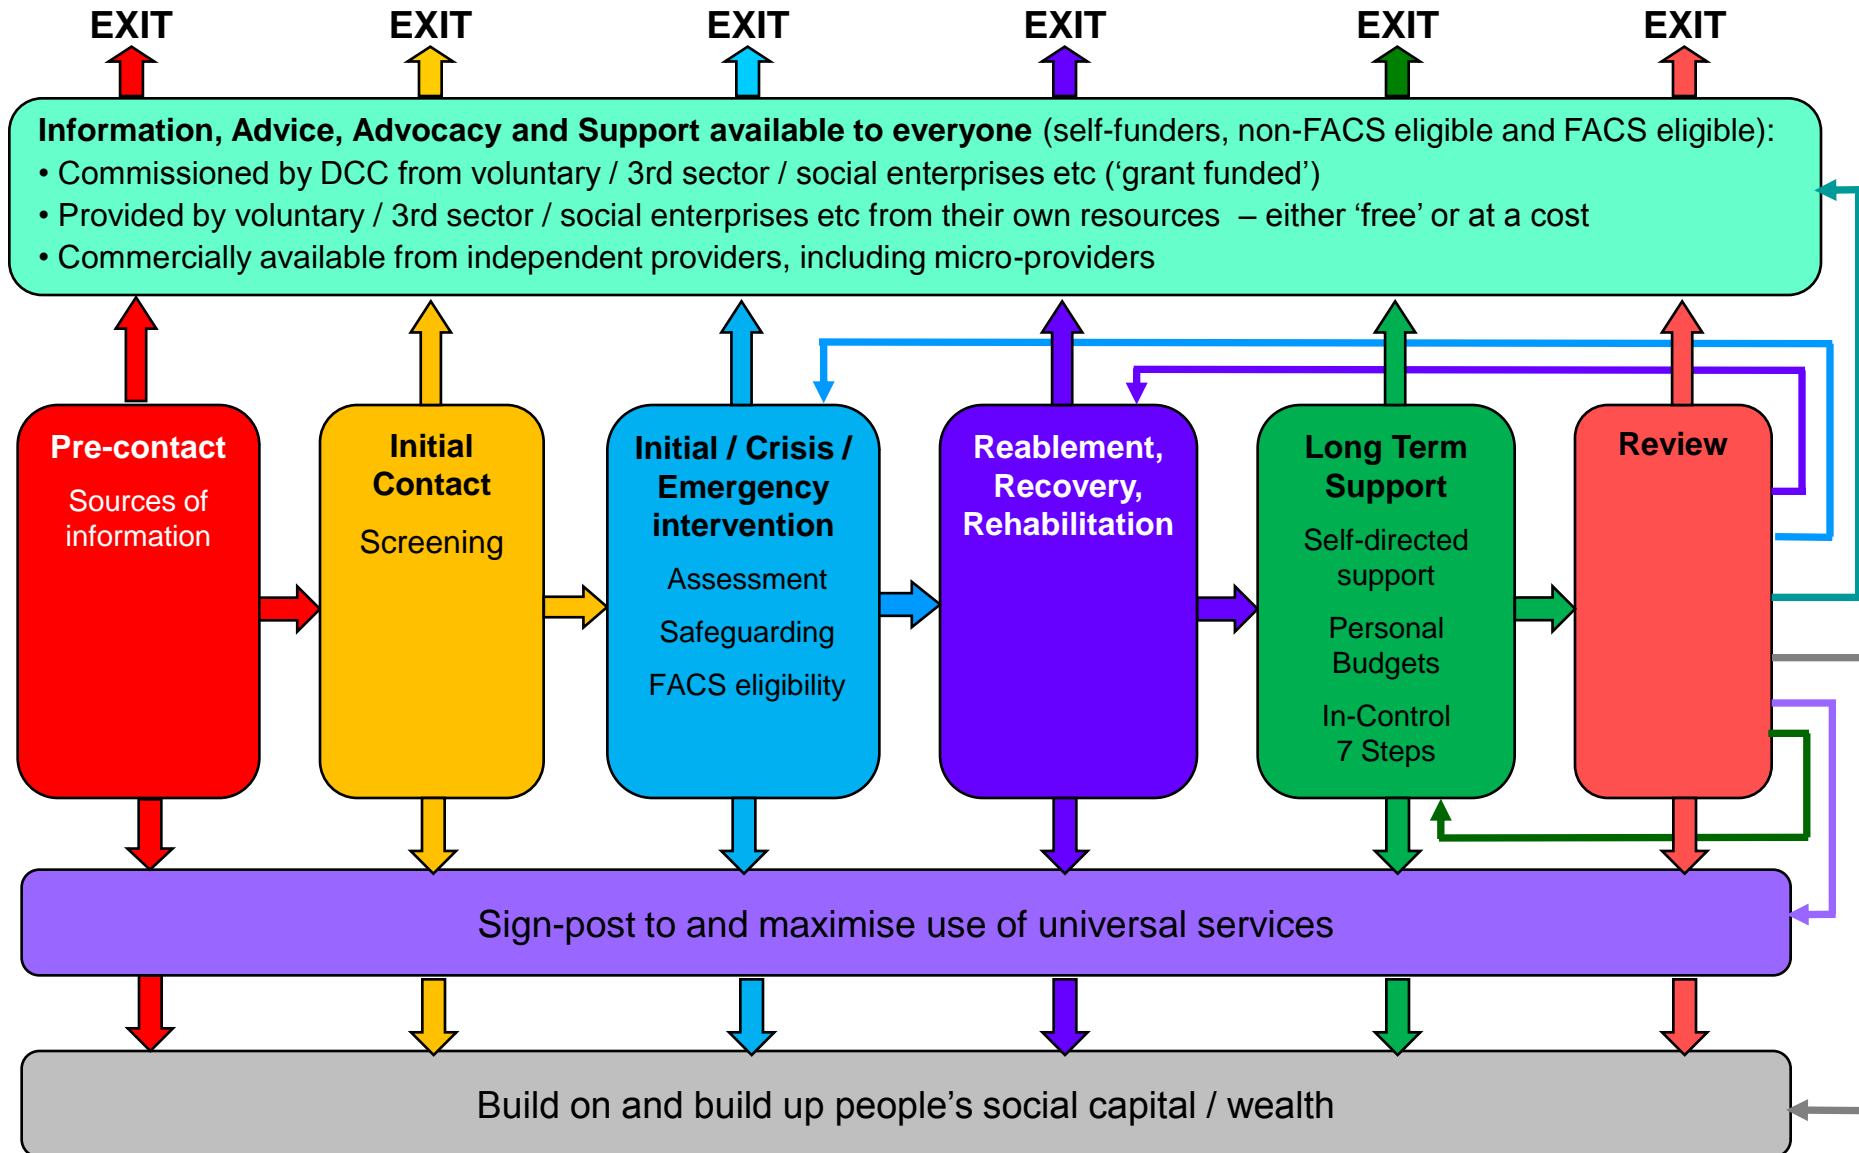 EXIT EXIT EXIT EXIT EXIT EXIT
Information, Advice, Advocacy and Support available to everyone (self-funders, non-FACS eligible and FACS eligible):
• Commissioned by DCC from voluntary / 3rd sector / social enterprises etc (‘grant funded’)
• Provided by voluntary / 3rd sector / social enterprises etc from their own resources – either ‘free’ or at a cost
• Commercially available from independent providers, including micro-providers
Pre-contact
Sources of
information
Initial
Contact
Screening
Initial / Crisis /
Emergency
intervention
Assessment
Safeguarding
FACS eligibility
Reablement,
Recovery,
Rehabilitation
Long Term
Support
Self-directed
support
Personal
Budgets
In-Control
7 Steps
Review
Sign-post to and maximise use of universal services
Build on and build up people’s social capital / wealth